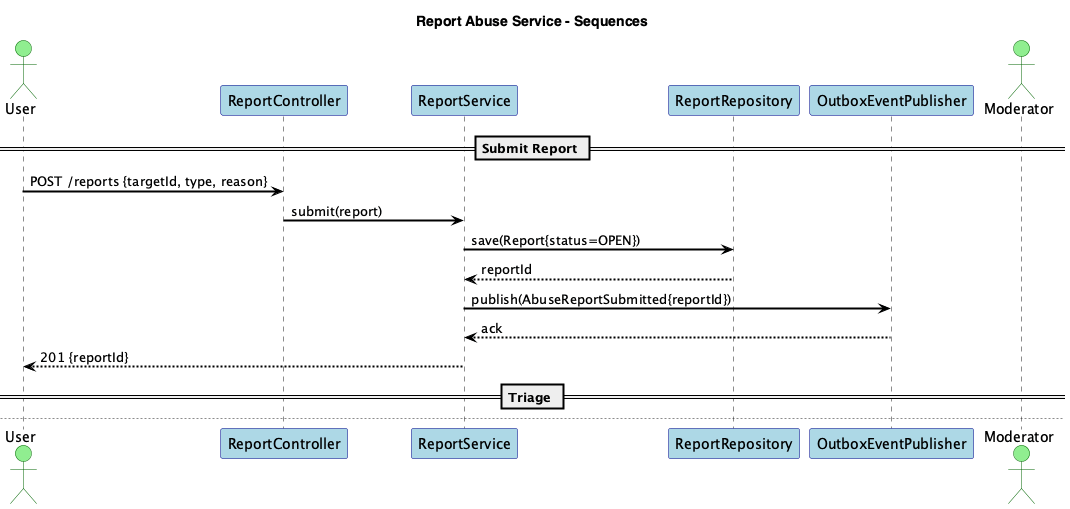 Report Abuse Service - Sequences
User
ReportController
ReportService
ReportRepository
OutboxEventPublisher
Moderator
Submit Report
POST /reports {targetId, type, reason}
submit(report)
save(Report{status=OPEN})
reportId
publish(AbuseReportSubmitted{reportId})
ack
201 {reportId}
Triage
User
ReportController
ReportService
ReportRepository
OutboxEventPublisher
Moderator